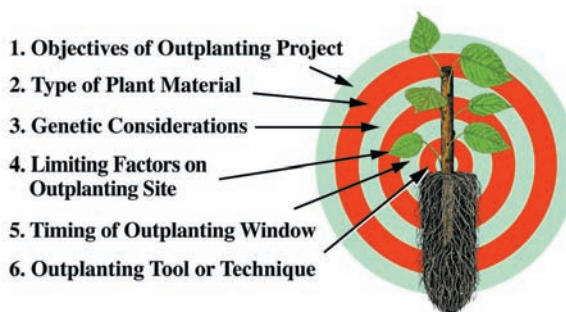 1. Objectives of Outplanting Project
2. Type of Plant Material
3. Genetic Considerations
4. Limiting Factors on
Outplanting Site
5. Timing of Outplanting Window
6. Outplanting Tool or Technique